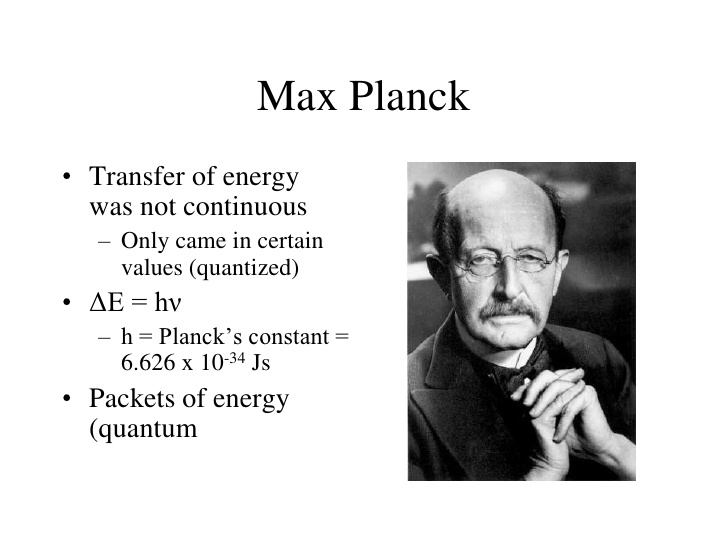 Max Planck
• Transfer of energy
was not continuous
– Only came in certain
values (quantized)
• ΔE = hν
– h = Planck’s constant =
6.626 x 10⁻³⁴ Js
• Packets of energy
(quantum